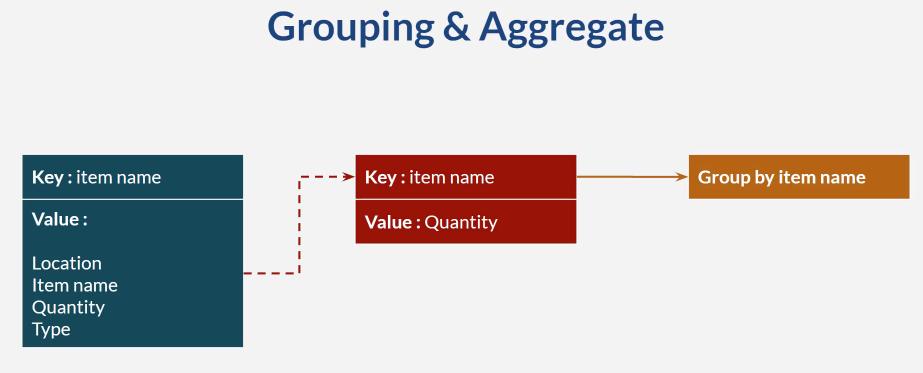 Grouping & Aggregate
Key : item name
Value :
Location
Item name
Quantity
Type
Key : item name
Value : Quantity
Group by item name